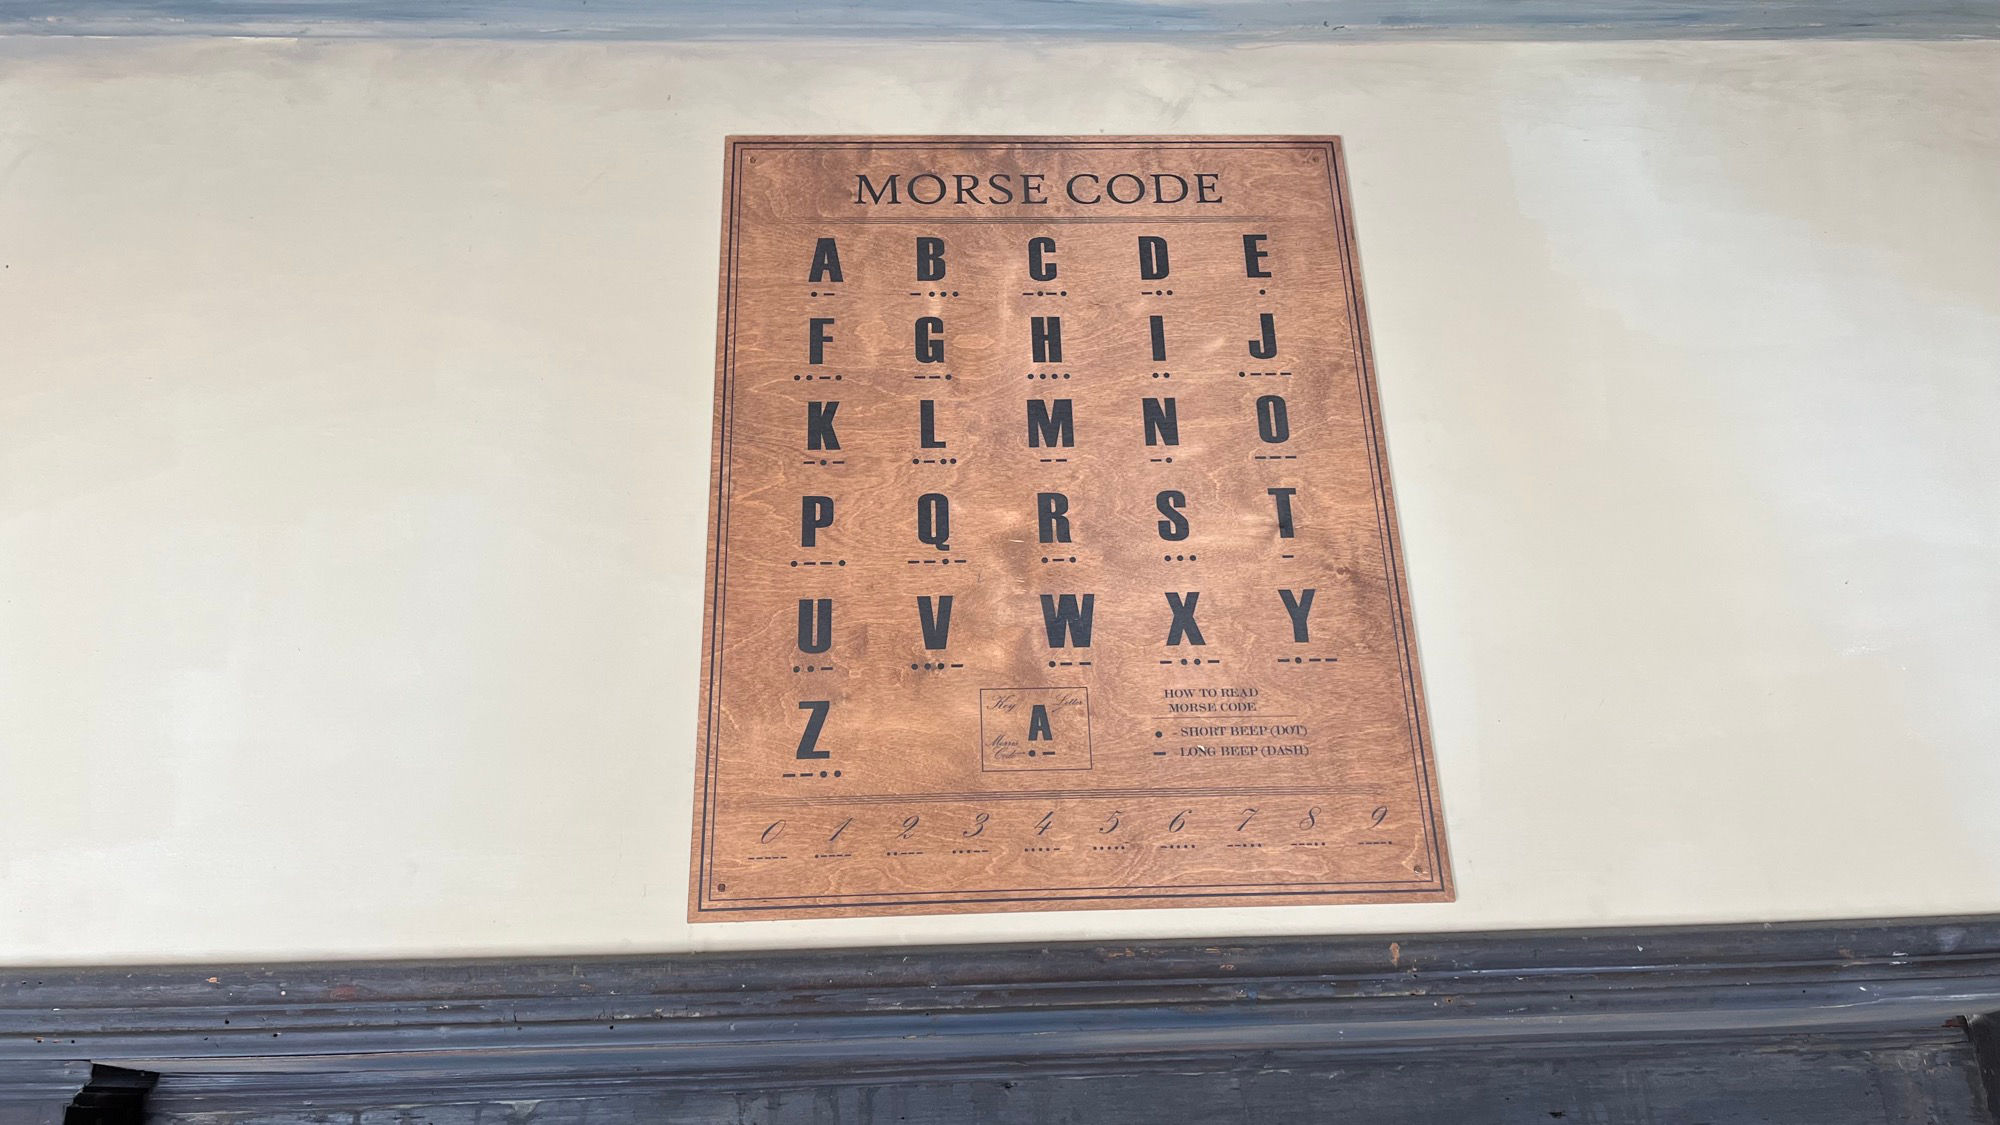 MORSE CODE
A B C D E
•– –••• –•–• –•• •
F G H I J
••–• ––• •••• •• •–––
K L M N O
–•– •–•• –– –• –––
P Q R S T
•––• ––•– •–• ••• –
U V W X Y
••– •••– •–– –••– –•––
Z
––••
Key Letter
A
Morse
Code •–
HOW TO READ
MORSE CODE
• - SHORT BEEP (DOT)
– - LONG BEEP (DASH)
0 1 2 3 4 5 6 7 8 9
––––– •–––– ••––– •••–– ••••– ••••• –•••• ––••• –––•• ––––•